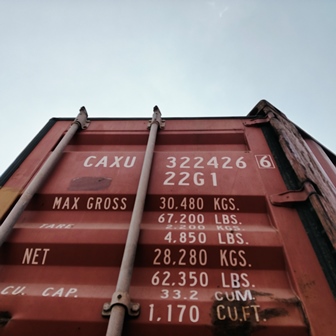 CAXU 322426 6
22G1
MAX GROSS 30.480 KGS.
67.200 LBS.
TARE 2.200 KGS.
4,850 LBS.
NET 28.280 KGS.
62.350 LBS.
CU. CAP. 33.2 CUM.
1,170 CU.FT.